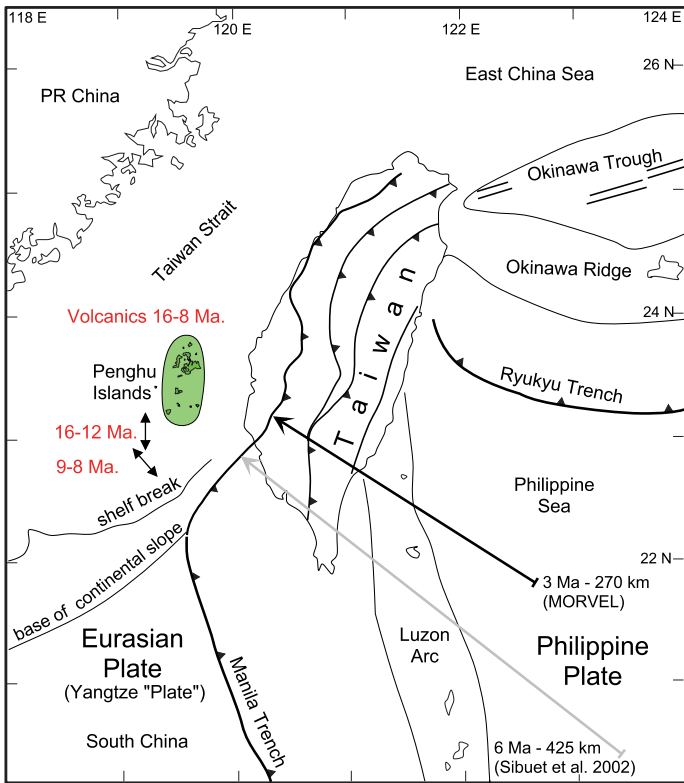 118 E
120 E
122 E
124 E
26 N
East China Sea
PR China
Okinawa Trough
Taiwan Strait
Okinawa Ridge
24 N
Volcanics 16-8 Ma.
Taiwan
Penghu
Islands
Ryukyu Trench
16-12 Ma.
9-8 Ma.
shelf break
Philippine
Sea
22 N
base of continental slope
3 Ma - 270 km
(MORVEL)
Eurasian
Plate
(Yangtze "Plate")
Luzon
Arc
Philippine
Plate
Manila Trench
South China
6 Ma - 425 km
(Sibuet et al. 2002)